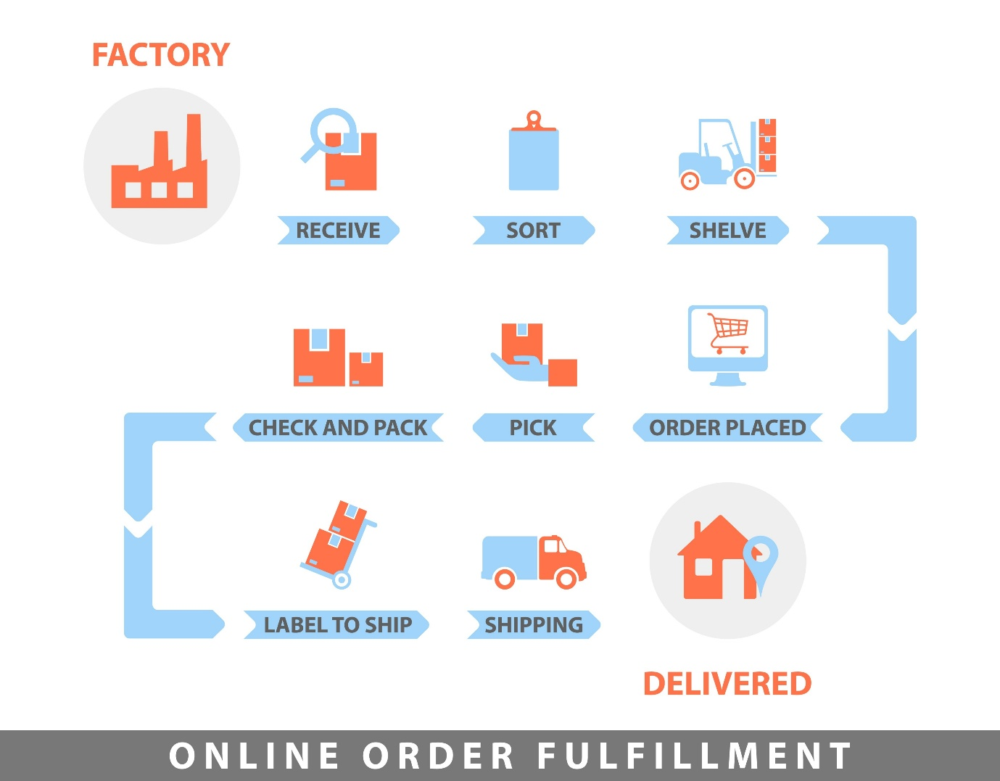 FACTORY
RECEIVE
SORT
SHELVE
ORDER PLACED
PICK
CHECK AND PACK
LABEL TO SHIP
SHIPPING
DELIVERED
ONLINE ORDER FULFILLMENT